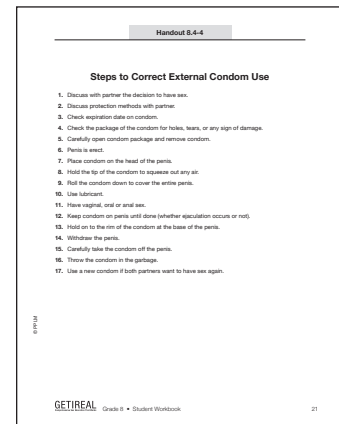 Handout 8.4-4
Steps to Correct External Condom Use
1. Discuss with partner the decision to have sex.
2. Discuss protection methods with partner.
3. Check expiration date on condom.
4. Check the package of the condom for holes, tears, or any sign of damage.
5. Carefully open condom package and remove condom.
6. Penis is erect.
7. Place condom on the head of the penis.
8. Hold the tip of the condom to squeeze out any air.
9. Roll the condom down to cover the entire penis.
10. Use lubricant.
11. Have vaginal, oral or anal sex.
12. Keep condom on penis until done (whether ejaculation occurs or not).
13. Hold on to the rim of the condom at the base of the penis.
14. Withdraw the penis.
15. Carefully take the condom off the penis.
16. Throw the condom in the garbage.
17. Use a new condom if both partners want to have sex again.
© PPLM
GET REAL Grade 8 • Student Workbook 21